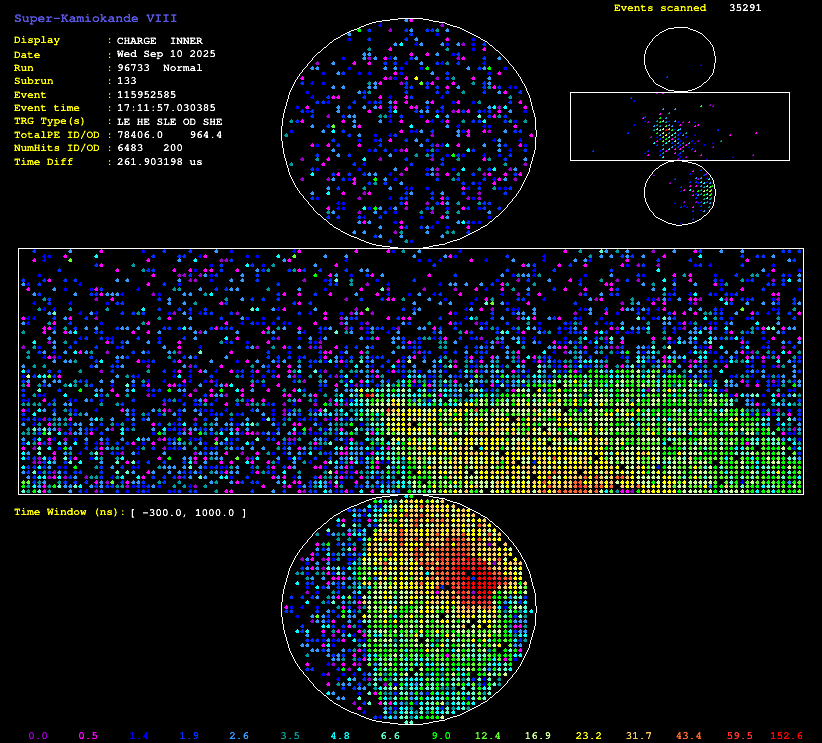 Super-Kamiokande VIII
Events scanned 35291
Display : CHARGE INNER
Date : Wed Sep 10 2025
Run : 96733 Normal
Subrun : 133
Event : 115952585
Event time : 17:11:57.030385
TRG Type(s) : LE HE SLE OD SHE
TotalPE ID/OD : 78406.0 964.4
NumHits ID/OD : 6483 200
Time Diff : 261.903198 us
Time Window (ns): [ -300.0, 1000.0 ]
0.0 0.5 1.4 1.9 2.6 3.5 4.8 6.6 9.0 12.4 16.9 23.2 31.7 43.4 59.5 152.6